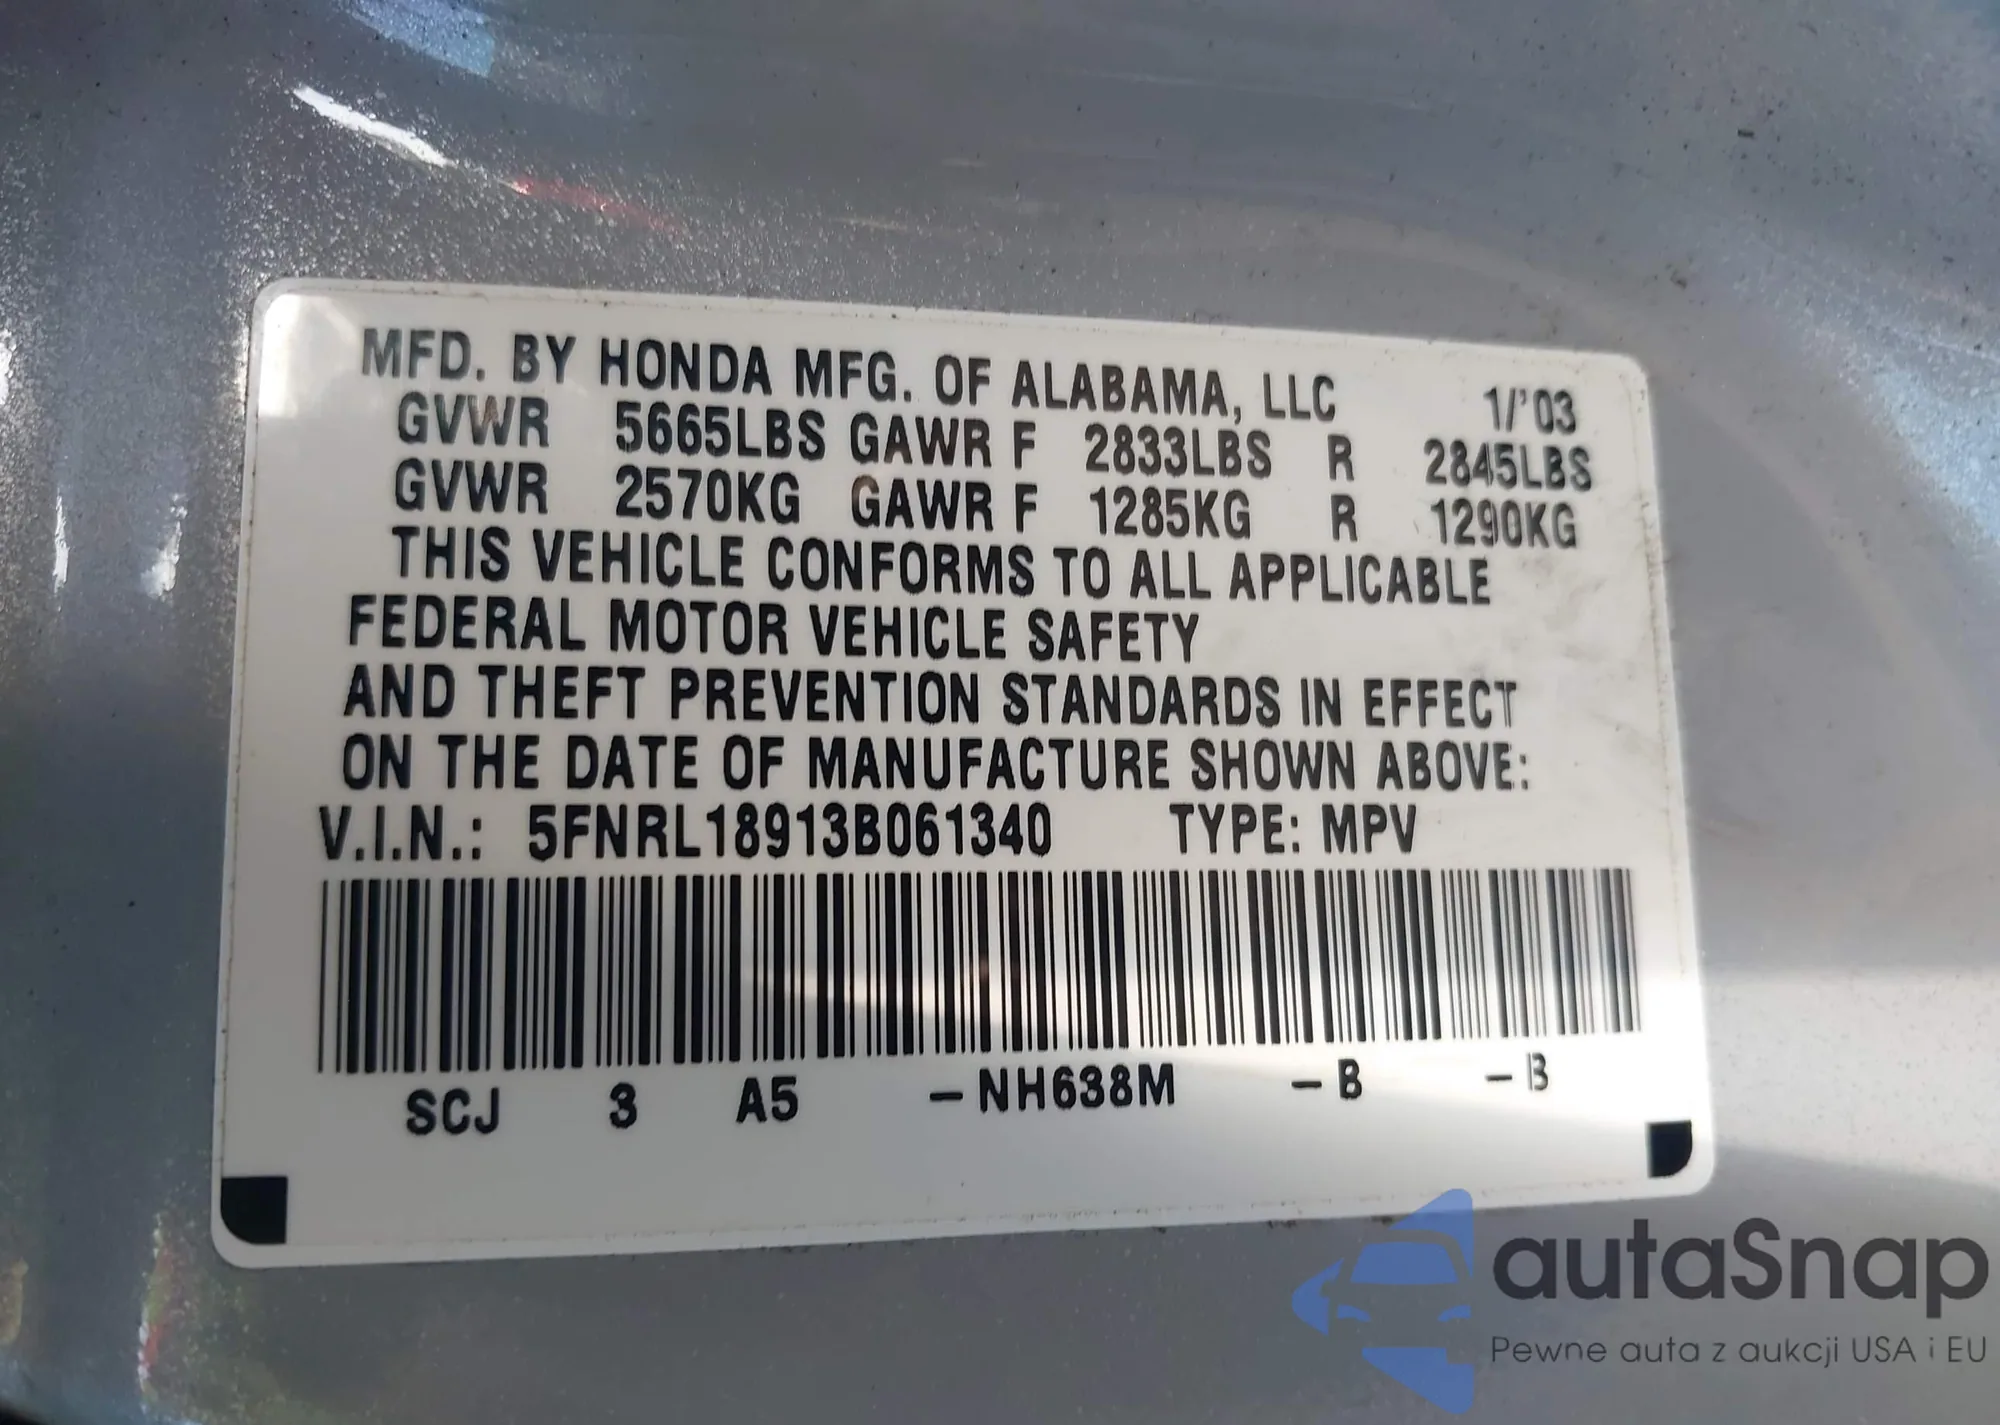 MFD. BY HONDA MFG. OF ALABAMA, LLC 1/'03
GVWR 5665LBS GAWR F 2833LBS R 2845LBS
GVWR 2570KG GAWR F 1285KG R 1290KG
THIS VEHICLE CONFORMS TO ALL APPLICABLE
FEDERAL MOTOR VEHICLE SAFETY
AND THEFT PREVENTION STANDARDS IN EFFECT
ON THE DATE OF MANUFACTURE SHOWN ABOVE:
V.I.N.: 5FNRL18913B061340 TYPE: MPV
SCJ 3 A5 -NH638M -B -B
autaSnap
Pewne auta z aukcji USA i EU